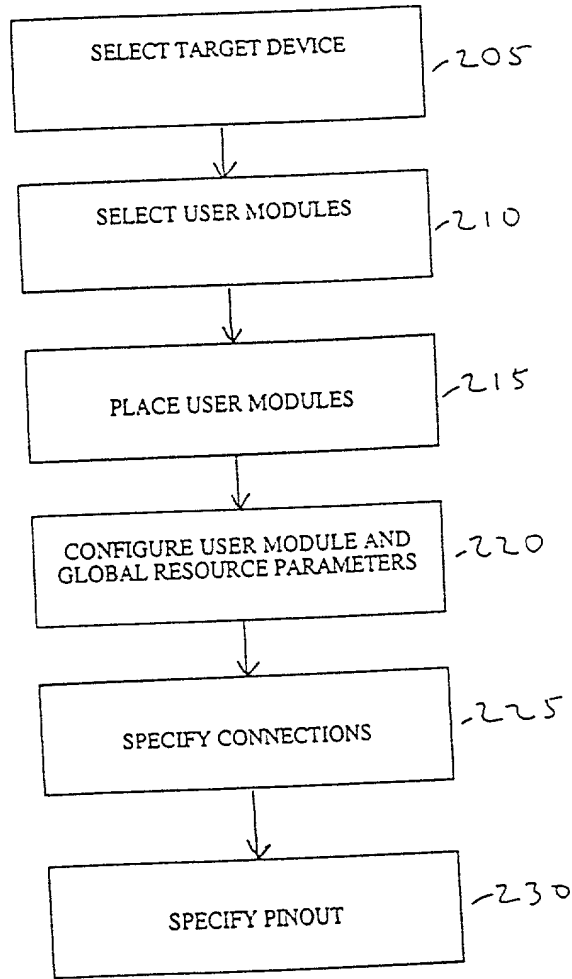 SELECT TARGET DEVICE
205
SELECT USER MODULES
210
PLACE USER MODULES
215
CONFIGURE USER MODULE AND
GLOBAL RESOURCE PARAMETERS
220
SPECIFY CONNECTIONS
225
SPECIFY PINOUT
230